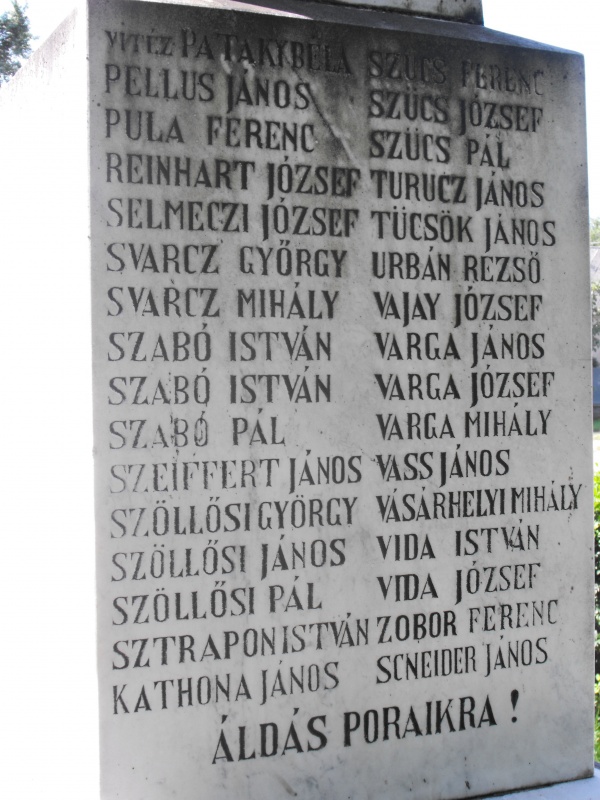 VITÉZ PATAKY BÉLA
PELLUS JÁNOS
PULA FERENC
REINHART JÓZSEF
SELMECZI JÓZSEF
SVARCZ GYŐRGY
SVARCZ MIHÁLY
SZABÓ ISTVÁN
SZABÓ ISTVÁN
SZABÓ PÁL
SZEIFFERT JÁNOS
SZÖLLŐSI GYÖRGY
SZÖLLŐSI JÁNOS
SZÖLLŐSI PÁL
SZTRAPON ISTVÁN
KATHONA JÁNOS
SZÜCS FERENC
SZÜCS JÓZSEF
SZÜCS PÁL
TURUCZ JÁNOS
TÜCSÖK JÁNOS
URBÁN REZSÖ
VAJAY JÓZSEF
VARGA JÁNOS
VARGA JÓZSEF
VARGA MIHÁLY
VASS JÁNOS
VÁSÁRHELYI MIHÁLY
VIDA ISTVÁN
VIDA JÓZSEF
ZOBOR FERENC
SCNEIDER JÁNOS
ÁLDÁS PORAIKRA!